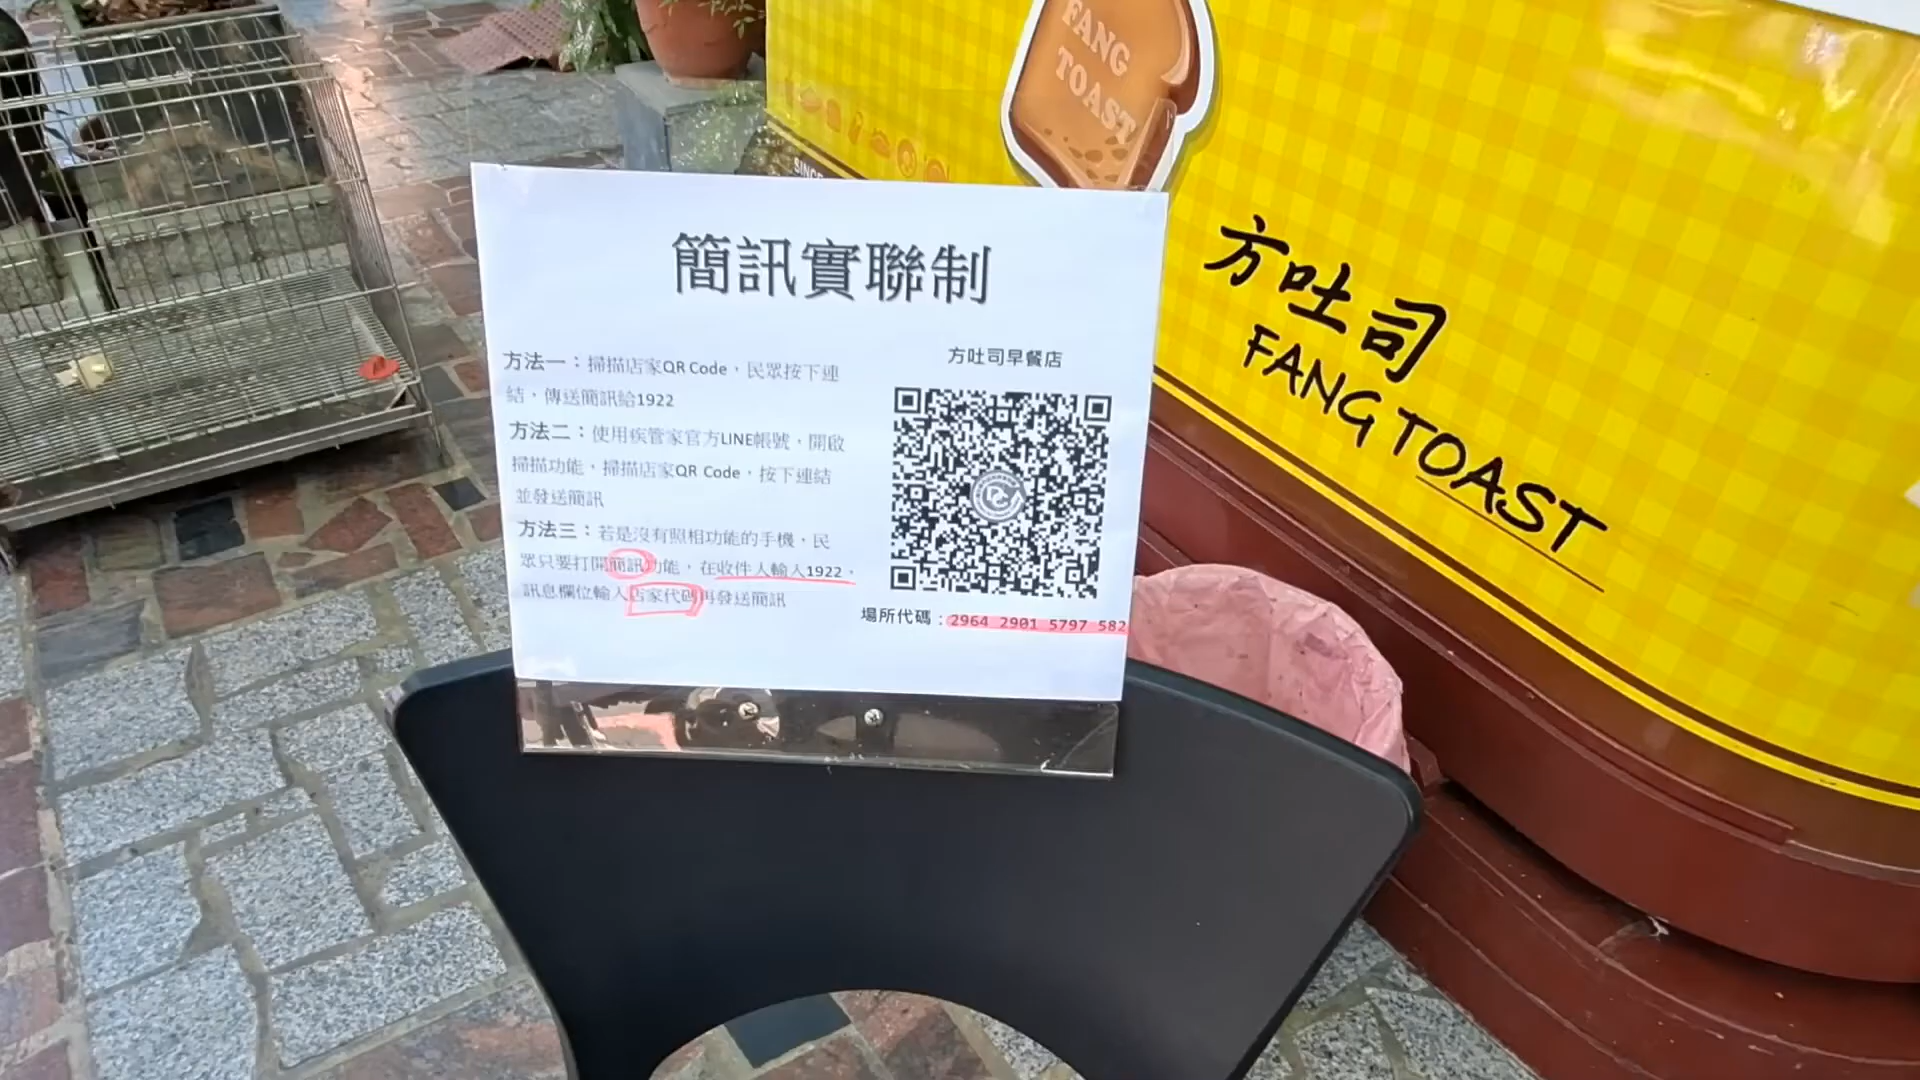 FANG
TOAST
簡訊實聯制
方法一：掃描店家QR Code，民眾按下連
結，傳送簡訊給1922
方法二：使用疾管家官方LINE帳號，開啟
掃描功能，掃描店家QR Code，按下連結
並發送簡訊
方法三：若是沒有照相功能的手機，民
眾只要打開簡訊功能，在收件人輸入1922，
訊息欄位輸入店家代碼再發送簡訊
方吐司早餐店
場所代碼：2964 2901 5797 582
方吐司
FANG TOAST